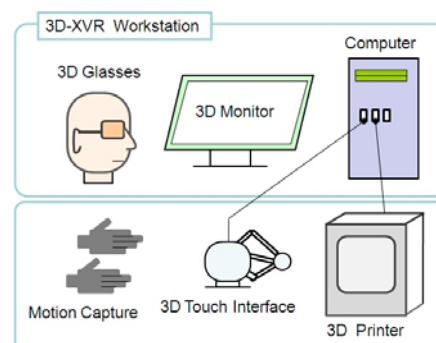 3D-XVR Workstation
Computer
3D Glasses
3D Monitor
Motion Capture
3D Touch Interface
3D Printer